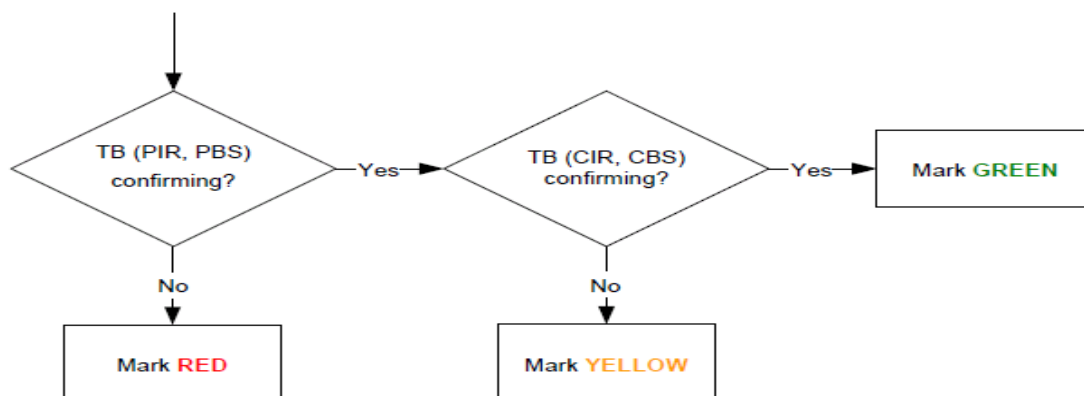 TB (PIR, PBS)
confirming?
Yes
TB (CIR, CBS)
confirming?
Yes
Mark GREEN
No
No
Mark RED
Mark YELLOW